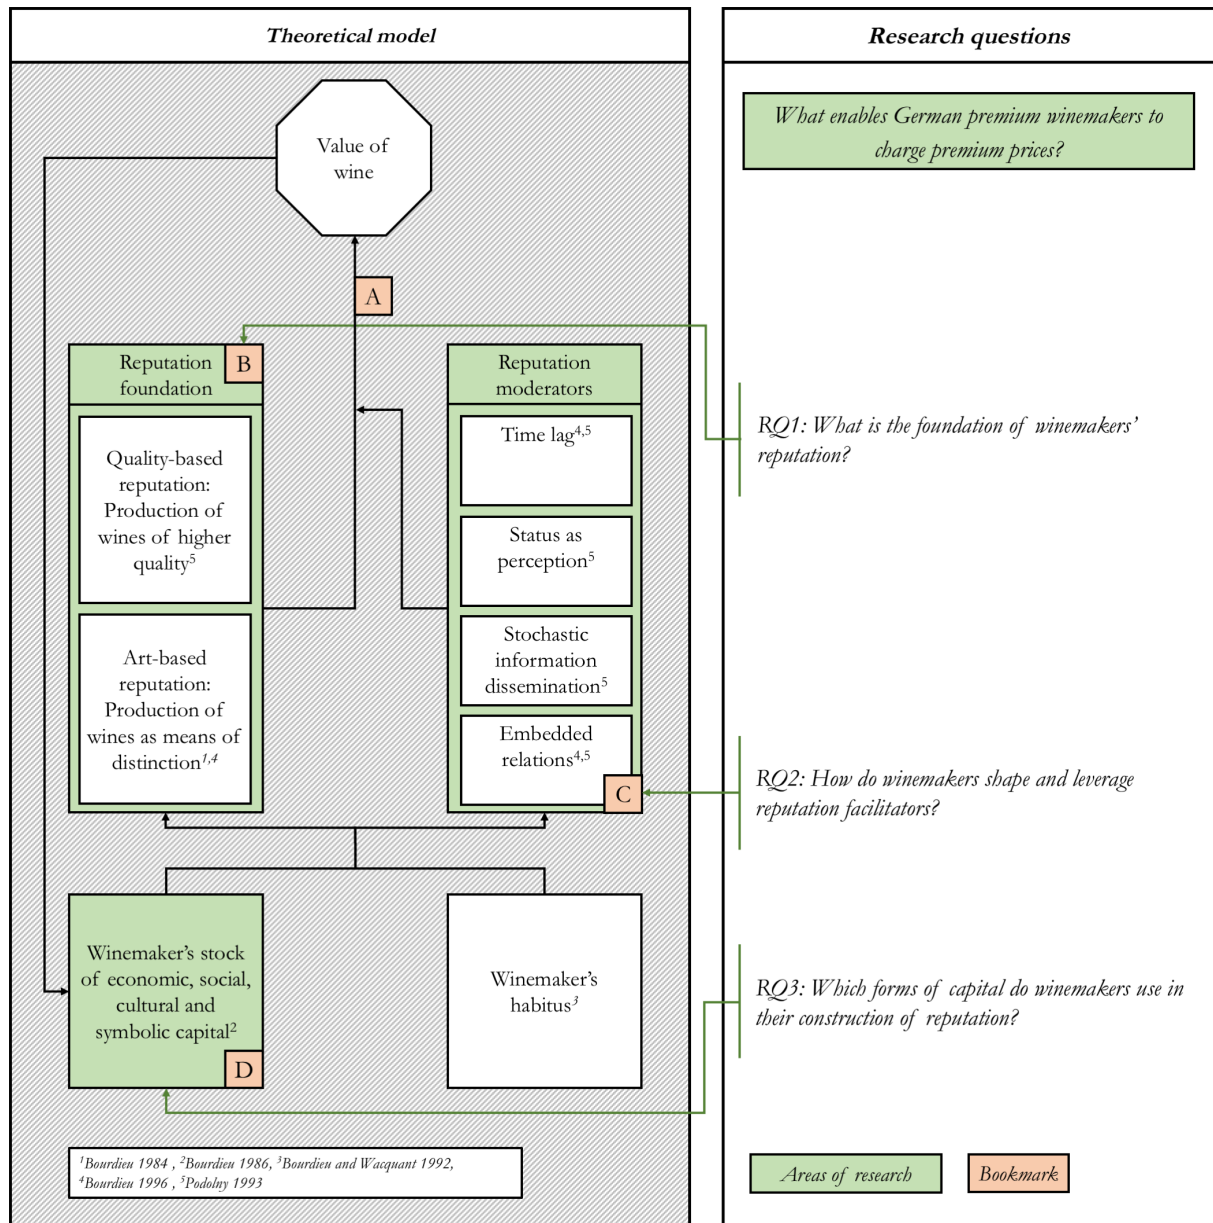 Theoretical model
Value of
wine
A
Reputation
foundation
B
Quality-based
reputation:
Production of
wines of higher
quality5
Art-based
reputation:
Production of
wines as means of
distinction1,4
Reputation
moderators
Time lag4,5
Status as
perception5
Stochastic
information
dissemination5
Embedded
relations4,5
C
Winemaker’s stock
of economic, social,
cultural and
symbolic capital2
D
Winemaker’s
habitus3
1Bourdieu 1984 , 2Bourdieu 1986, 3Bourdieu and Wacquant 1992,
4Bourdieu 1996 , 5Podolny 1993
Research questions
What enables German premium winemakers to
charge premium prices?
RQ1: What is the foundation of winemakers’
reputation?
RQ2: How do winemakers shape and leverage
reputation facilitators?
RQ3: Which forms of capital do winemakers use in
their construction of reputation?
Areas of research
Bookmark